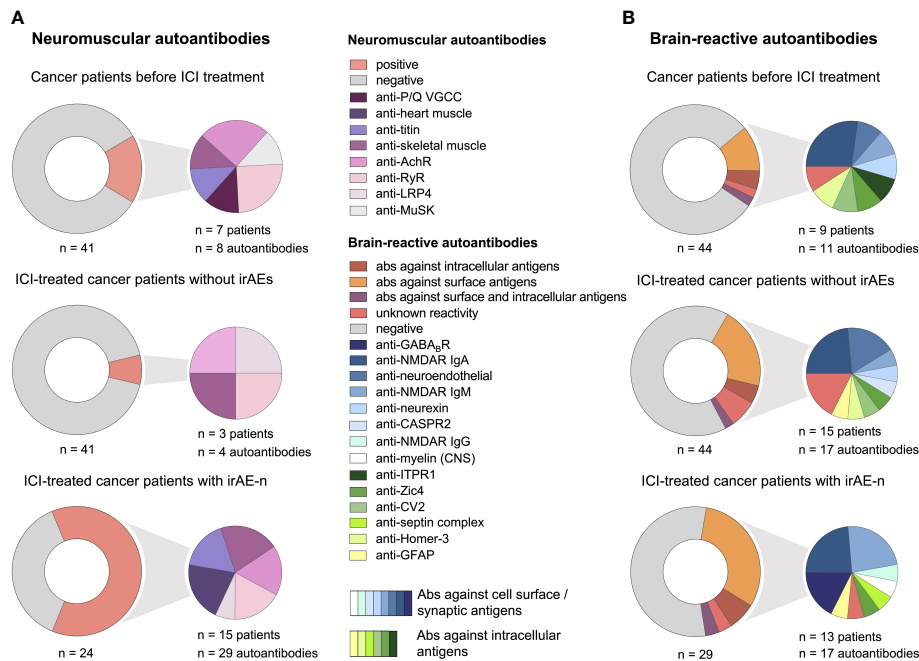 A
Neuromuscular autoantibodies
Cancer patients before ICI treatment
n = 41
n = 7 patients
n = 8 autoantibodies
ICI-treated cancer patients without irAEs
n = 41
n = 3 patients
n = 4 autoantibodies
ICI-treated cancer patients with irAE-n
n = 24
n = 15 patients
n = 29 autoantibodies
Neuromuscular autoantibodies
positive
negative
anti-P/Q VGCC
anti-heart muscle
anti-titin
anti-skeletal muscle
anti-AchR
anti-RyR
anti-LRP4
anti-MuSK
Brain-reactive autoantibodies
abs against intracellular antigens
abs against surface antigens
abs against surface and intracellular antigens
unknown reactivity
negative
anti-GABABR
anti-NMDAR IgA
anti-neuroendothelial
anti-NMDAR IgM
anti-neurexin
anti-CASPR2
anti-NMDAR IgG
anti-myelin (CNS)
anti-ITPR1
anti-Zic4
anti-CV2
anti-septin complex
anti-Homer-3
anti-GFAP
Abs against cell surface /
synaptic antigens
Abs against intracellular
antigens
B
Brain-reactive autoantibodies
Cancer patients before ICI treatment
n = 44
n = 9 patients
n = 11 autoantibodies
ICI-treated cancer patients without irAEs
n = 44
n = 15 patients
n = 17 autoantibodies
ICI-treated cancer patients with irAE-n
n = 29
n = 13 patients
n = 17 autoantibodies